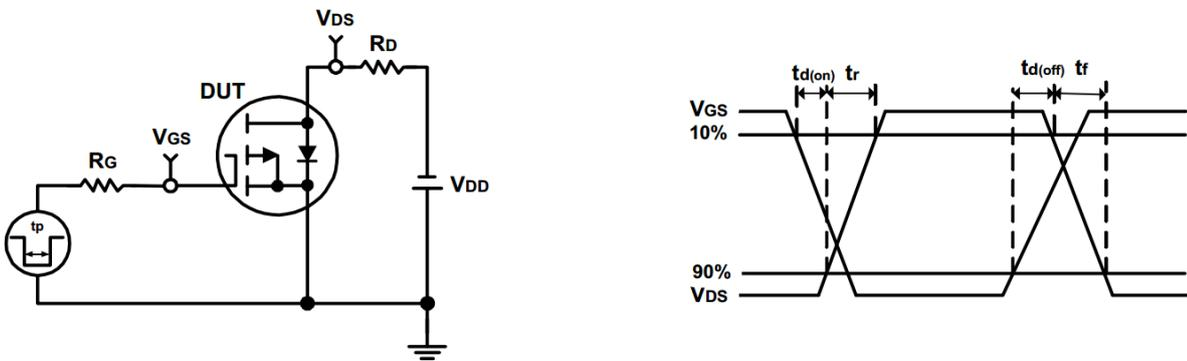 VDS
RD
DUT
VGS
RG
VDD
tp
td(on) tr td(off) tf
VGS
10%
90%
VDS